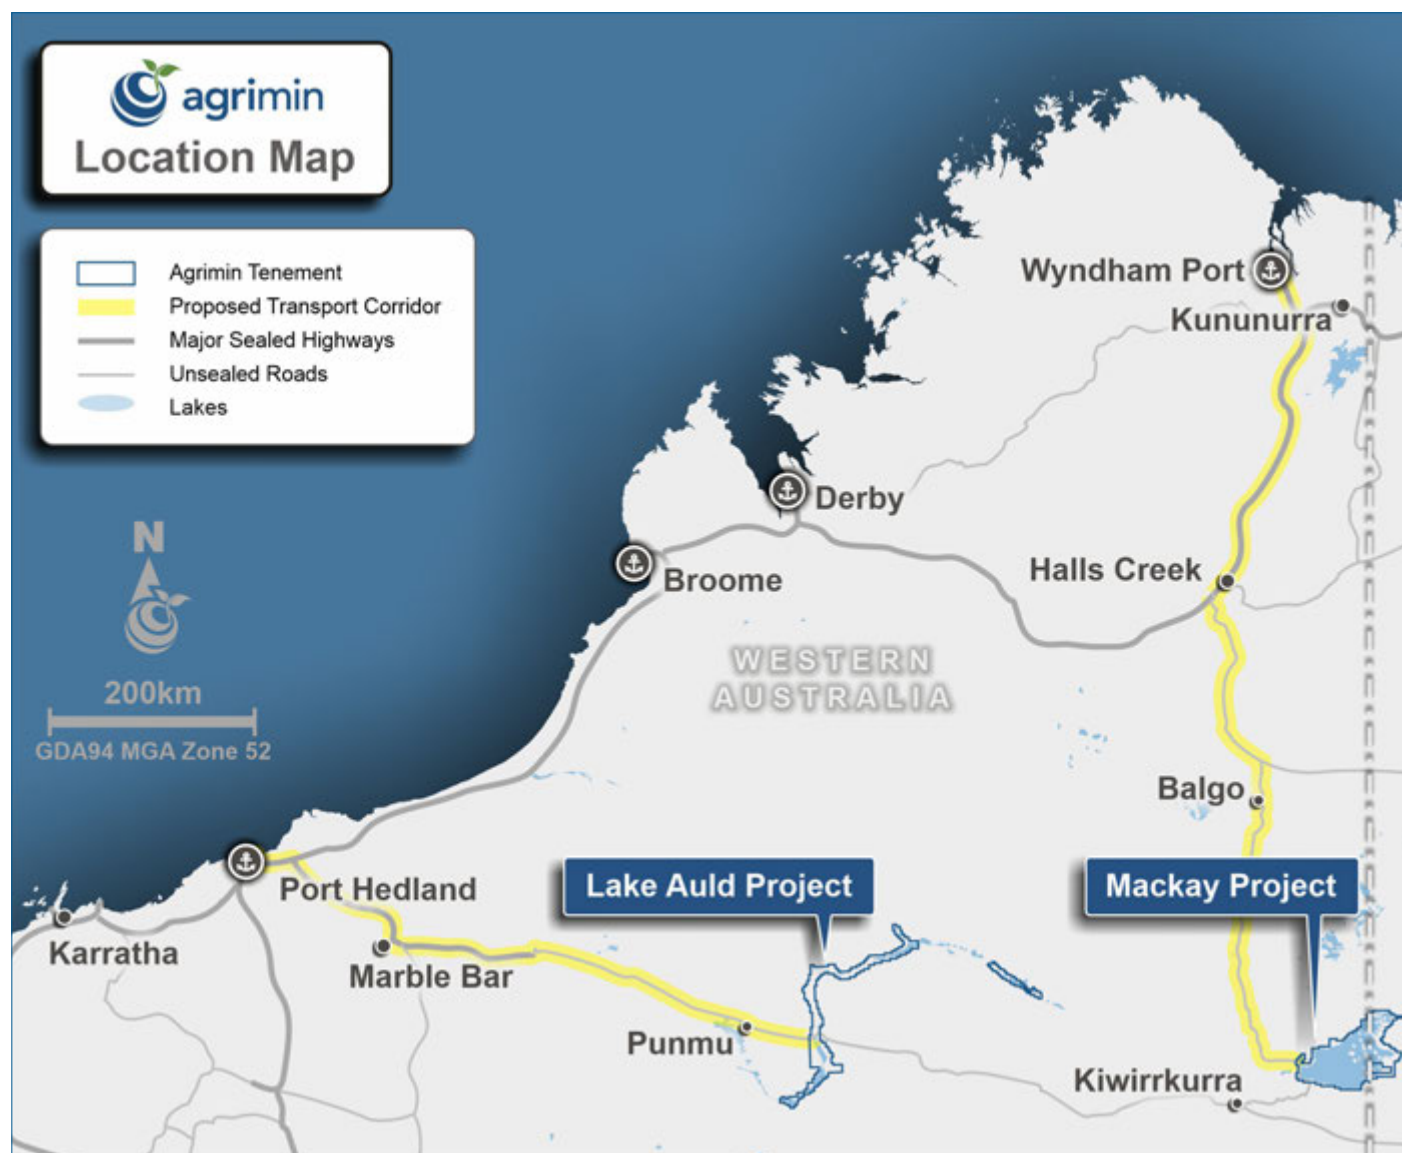 agrimin
Location Map
Agrimin Tenement
Proposed Transport Corridor
Major Sealed Highways
Unsealed Roads
Lakes
N
200km
GDA94 MGA Zone 52
Wyndham Port
Kununurra
Derby
Broome
Halls Creek
WESTERN
AUSTRALIA
Balgo
Lake Auld Project
Mackay Project
Port Hedland
Karratha
Marble Bar
Punmu
Kiwirrkurra